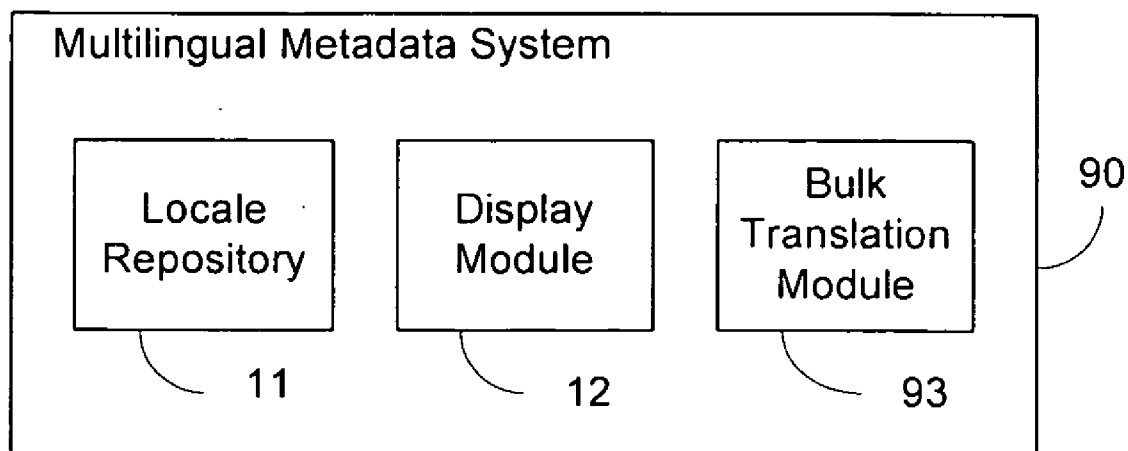 Multilingual Metadata System
Locale
Repository
Display
Module
Bulk
Translation
Module
90
11
12
93